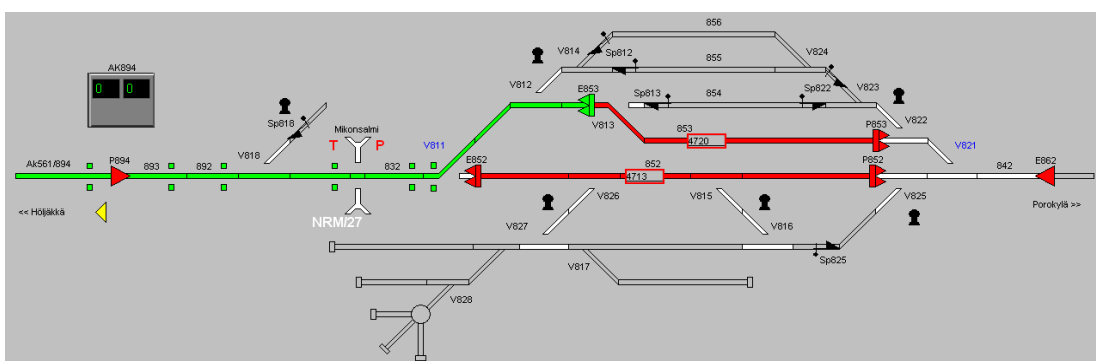 856
V814
Sp812
V824
AK894
0 0
855
V812
E853
Sp813
854
Sp822
V823
V822
Sp818
Mikonsalmi
V813
853
P853
T P
V811
4720
V821
Ak561/894
P894
893
892
V818
832
E852
852
P852
842
E862
4713
<< Höljäkkä
NRM/27
V826
V815
V825
Porokylä >>
V827
V816
Sp825
V817
V828